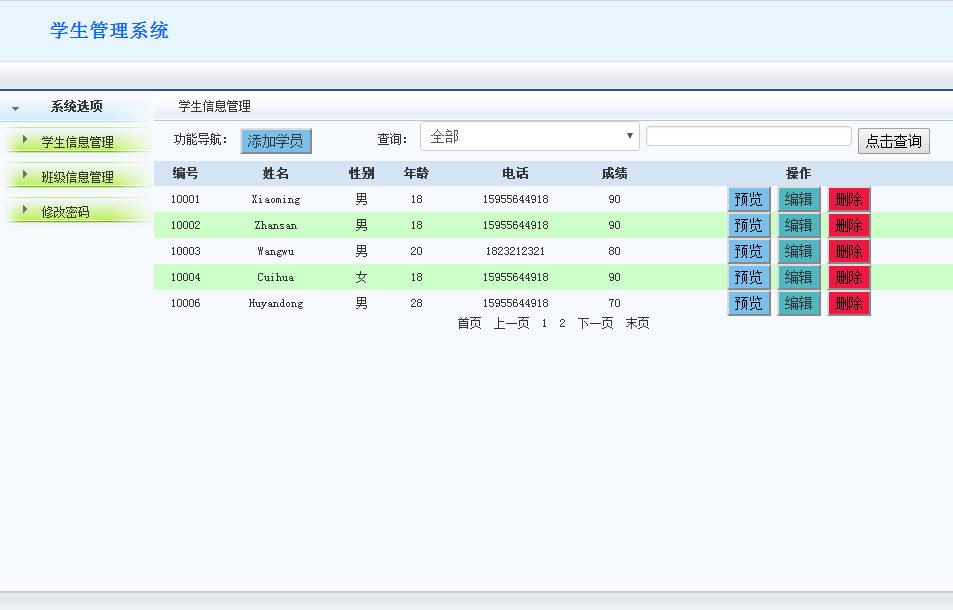 学生管理系统
系统选项
学生信息管理
班级信息管理
修改密码
学生信息管理
功能导航： 添加学员 查询： 全部 点击查询
编号 姓名 性别 年龄 电话 成绩 操作
10001 Xiaoming 男 18 15955644918 90 预览 编辑 删除
10002 Zhansan 男 18 15955644918 90 预览 编辑 删除
10003 Wangwu 男 20 1823212321 80 预览 编辑 删除
10004 Cuihua 女 18 15955644918 90 预览 编辑 删除
10006 Huyandong 男 28 15955644918 70 预览 编辑 删除
首页 上一页 1 2 下一页 末页